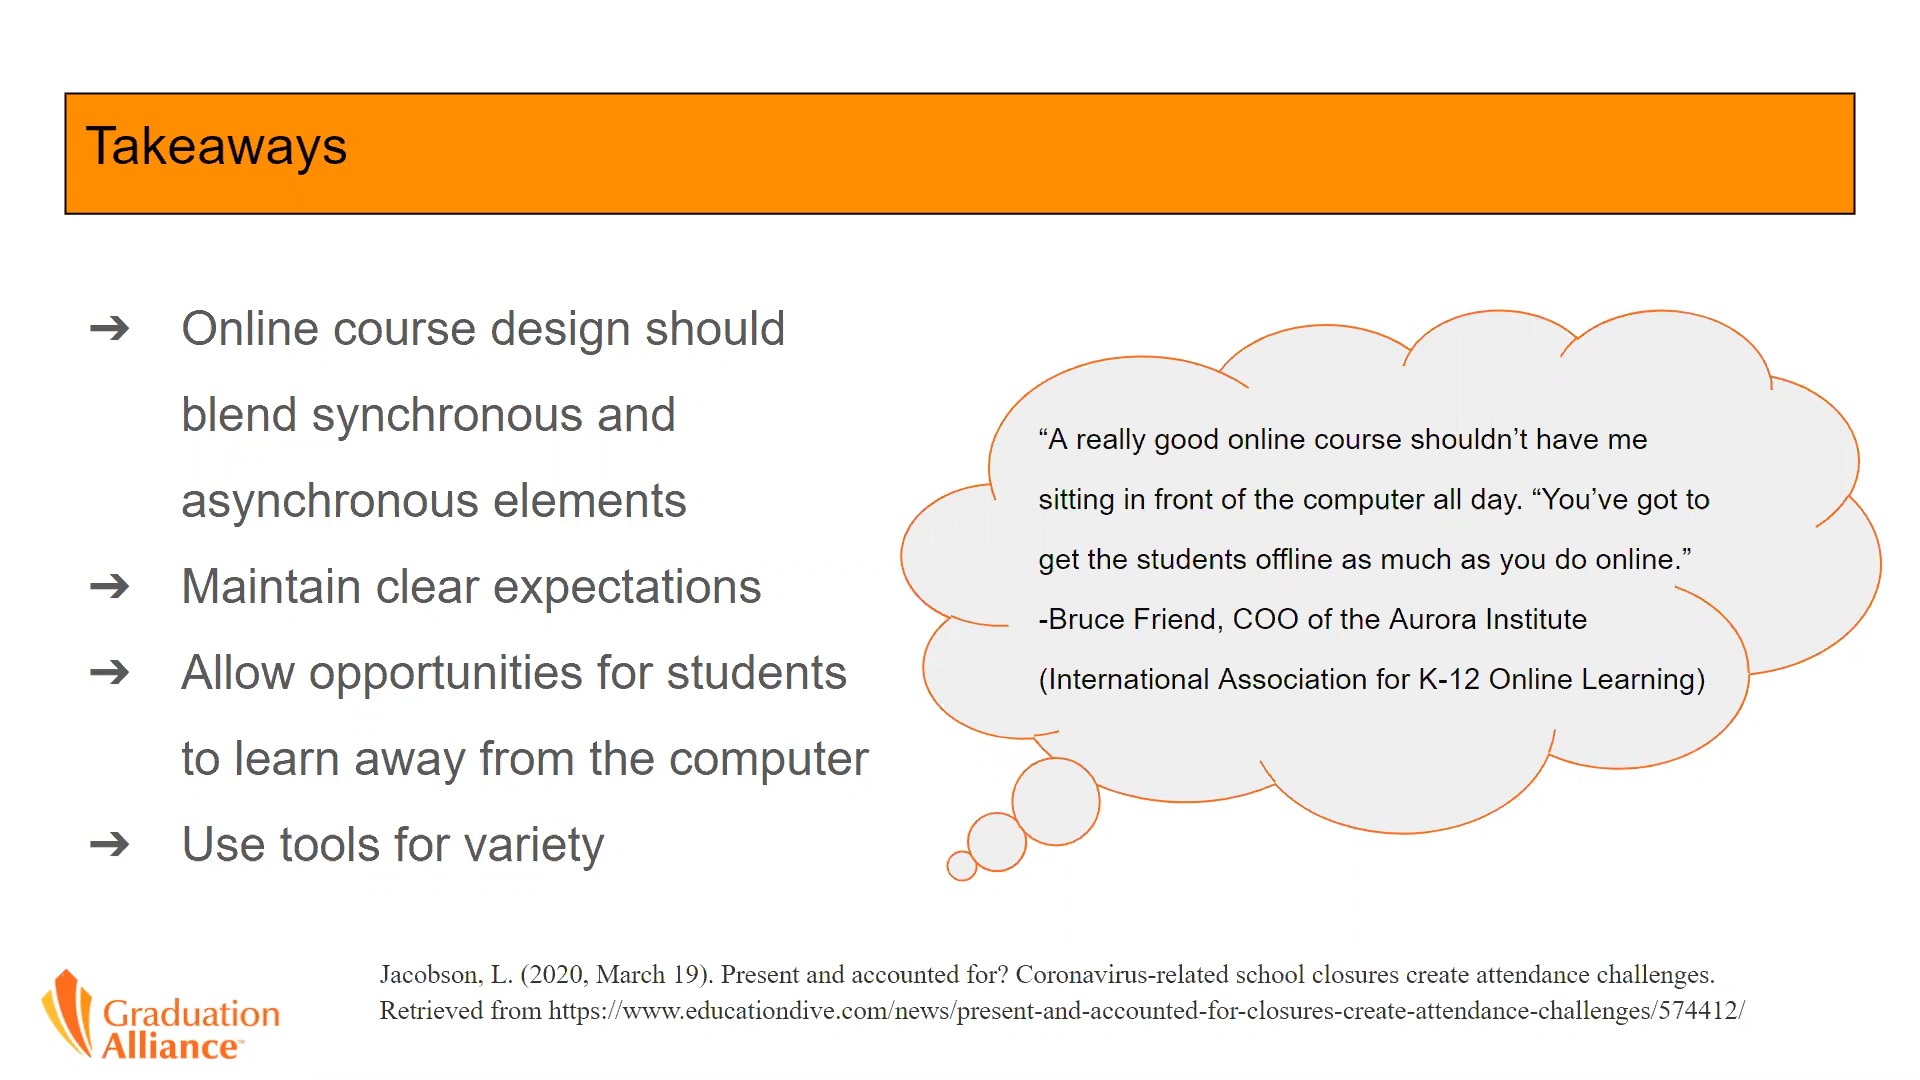 Takeaways
➔ Online course design should
blend synchronous and
asynchronous elements
➔ Maintain clear expectations
➔ Allow opportunities for students
to learn away from the computer
➔ Use tools for variety
“A really good online course shouldn’t have me
sitting in front of the computer all day. “You’ve got to
get the students offline as much as you do online.”
-Bruce Friend, COO of the Aurora Institute
(International Association for K-12 Online Learning)
Jacobson, L. (2020, March 19). Present and accounted for? Coronavirus-related school closures create attendance challenges.
Retrieved from https://www.educationdive.com/news/present-and-accounted-for-closures-create-attendance-challenges/574412/
Graduation
Alliance™